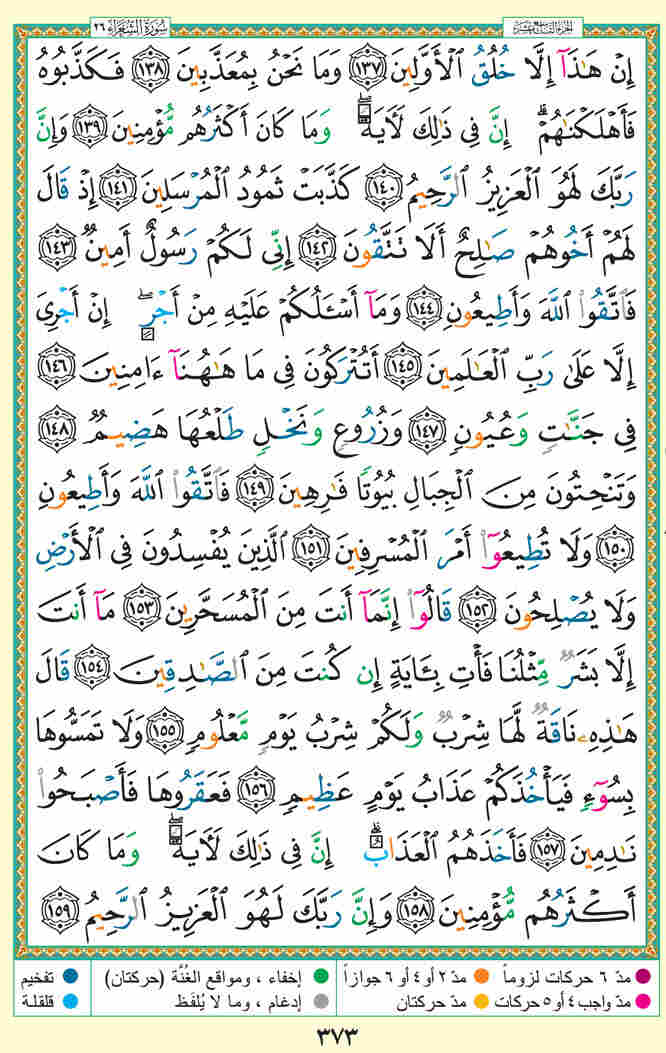 سُورَةُ الشُّعَرَاءِ ٢٦
الجزء التاسع عشر
إِنْ هَـٰذَآ إِلَّا خُلُقُ ٱلْأَوَّلِينَ ١٣٧ وَمَا نَحْنُ بِمُعَذَّبِينَ ١٣٨ فَكَذَّبُوهُ
فَأَهْلَكْنَـٰهُمْ ۗ إِنَّ فِى ذَٰلِكَ لَـَٔايَةً ۖ وَمَا كَانَ أَكْثَرُهُم مُّؤْمِنِينَ ١٣٩ وَإِنَّ
رَبَّكَ لَهُوَ ٱلْعَزِيزُ ٱلرَّحِيمُ ١٤٠ كَذَّبَتْ ثَمُودُ ٱلْمُرْسَلِينَ ١٤١ إِذْ قَالَ
لَهُمْ أَخُوهُمْ صَـٰلِحٌ أَلَا تَتَّقُونَ ١٤٢ إِنِّى لَكُمْ رَسُولٌ أَمِينٌ ١٤٣
فَٱتَّقُوا۟ ٱللَّهَ وَأَطِيعُونِ ١٤٤ وَمَآ أَسْـَٔلُكُمْ عَلَيْهِ مِنْ أَجْرٍ ۖ إِنْ أَجْرِىَ
إِلَّا عَلَىٰ رَبِّ ٱلْعَـٰلَمِينَ ١٤٥ أَتُتْرَكُونَ فِى مَا هَـٰهُنَآ ءَامِنِينَ ١٤٦
فِى جَنَّـٰتٍ وَعُيُونٍ ١٤٧ وَزُرُوعٍ وَنَخْلٍ طَلْعُهَا هَضِيمٌ ١٤٨
وَتَنْحِتُونَ مِنَ ٱلْجِبَالِ بُيُوتًا فَـٰرِهِينَ ١٤٩ فَٱتَّقُوا۟ ٱللَّهَ وَأَطِيعُونِ
١٥٠ وَلَا تُطِيعُوٓا۟ أَمْرَ ٱلْمُسْرِفِينَ ١٥١ ٱلَّذِينَ يُفْسِدُونَ فِى ٱلْأَرْضِ
وَلَا يُصْلِحُونَ ١٥٢ قَالُوٓا۟ إِنَّمَآ أَنتَ مِنَ ٱلْمُسَحَّرِينَ ١٥٣ مَآ أَنتَ
إِلَّا بَشَرٌ مِّثْلُنَا فَأْتِ بِـَٔايَةٍ إِن كُنتَ مِنَ ٱلصَّـٰدِقِينَ ١٥٤ قَالَ
هَـٰذِهِۦ نَاقَةٌ لَّهَا شِرْبٌ وَلَكُمْ شِرْبُ يَوْمٍ مَّعْلُومٍ ١٥٥ وَلَا تَمَسُّوهَا
بِسُوٓءٍ فَيَأْخُذَكُمْ عَذَابُ يَوْمٍ عَظِيمٍ ١٥٦ فَعَقَرُوهَا فَأَصْبَحُوا۟
نَـٰدِمِينَ ١٥٧ فَأَخَذَهُمُ ٱلْعَذَابُ ۗ إِنَّ فِى ذَٰلِكَ لَـَٔايَةً ۖ وَمَا كَانَ
أَكْثَرُهُم مُّؤْمِنِينَ ١٥٨ وَإِنَّ رَبَّكَ لَهُوَ ٱلْعَزِيزُ ٱلرَّحِيمُ ١٥٩
مدّ ٦ حركات لزوماً مدّ ٢ أو ٤ أو ٦ جوازاً إخفاء ، ومواقع الغُنَّة (حركتان) تفخيم
مدّ واجب ٤ أو ٥ حركات مدّ حركتان إدغام ، وما لا يُلفَظ قلقلة
٣٧٣